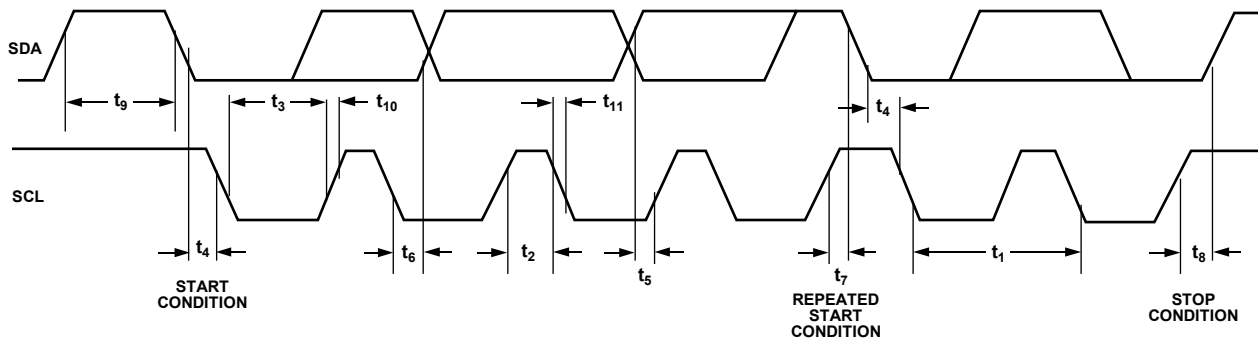 SDA
t9
t3
t10
t11
t4
SCL
t4
t6
t2
t5
t7
t1
t8
START
CONDITION
REPEATED
START
CONDITION
STOP
CONDITION